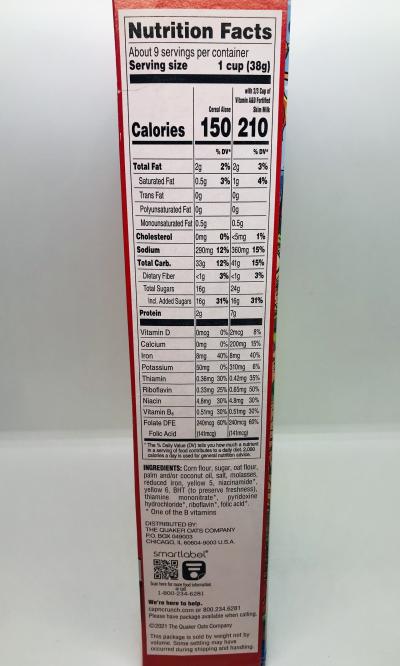 Nutrition Facts
About 9 servings per container
Serving size 1 cup (38g)
with 2/3 Cup of
Vitamin A&D Fortified
Cereal Alone Skim Milk
Calories 150 210
% DV* % DV*
Total Fat 2g 2% 2g 3%
Saturated Fat 0.5g 3% 1g 4%
Trans Fat 0g 0g
Polyunsaturated Fat 0g 0g
Monounsaturated Fat 0.5g 0.5g
Cholesterol 0mg 0% <5mg 1%
Sodium 290mg 12% 360mg 15%
Total Carb. 33g 12% 41g 15%
Dietary Fiber <1g 3% <1g 3%
Total Sugars 16g 24g
Incl. Added Sugars 16g 31% 16g 31%
Protein 2g 7g
Vitamin D 0mcg 0% 2mcg 8%
Calcium 0mg 0% 200mg 15%
Iron 8mg 40% 8mg 40%
Potassium 50mg 0% 310mg 6%
Thiamin 0.36mg 30% 0.42mg 35%
Riboflavin 0.33mg 25% 0.65mg 50%
Niacin 4.8mg 30% 4.8mg 30%
Vitamin B6 0.51mg 30% 0.51mg 30%
Folate DFE 240mcg 60% 240mcg 60%
Folic Acid (141mcg) (141mcg)
* The % Daily Value (DV) tells you how much a nutrient
in a serving of food contributes to a daily diet. 2,000
calories a day is used for general nutrition advice.
INGREDIENTS: Corn flour, sugar, oat flour,
palm and/or coconut oil, salt, molasses,
reduced iron, yellow 5, niacinamide*,
yellow 6, BHT (to preserve freshness),
thiamine mononitrate*, pyridoxine
hydrochloride*, riboflavin*, folic acid*.
* One of the B vitamins
DISTRIBUTED BY:
THE QUAKER OATS COMPANY
P.O. BOX 049003
CHICAGO, IL 60604-9003 U.S.A.
smartlabel®
Scan here for more food information
or call
1-800-234-6281
We're here to help.
capncrunch.com or 800.234.6281
Please have package available when calling.
©2021 The Quaker Oats Company
This package is sold by weight not by
volume. Some settling may have
occurred during shipping and handling.